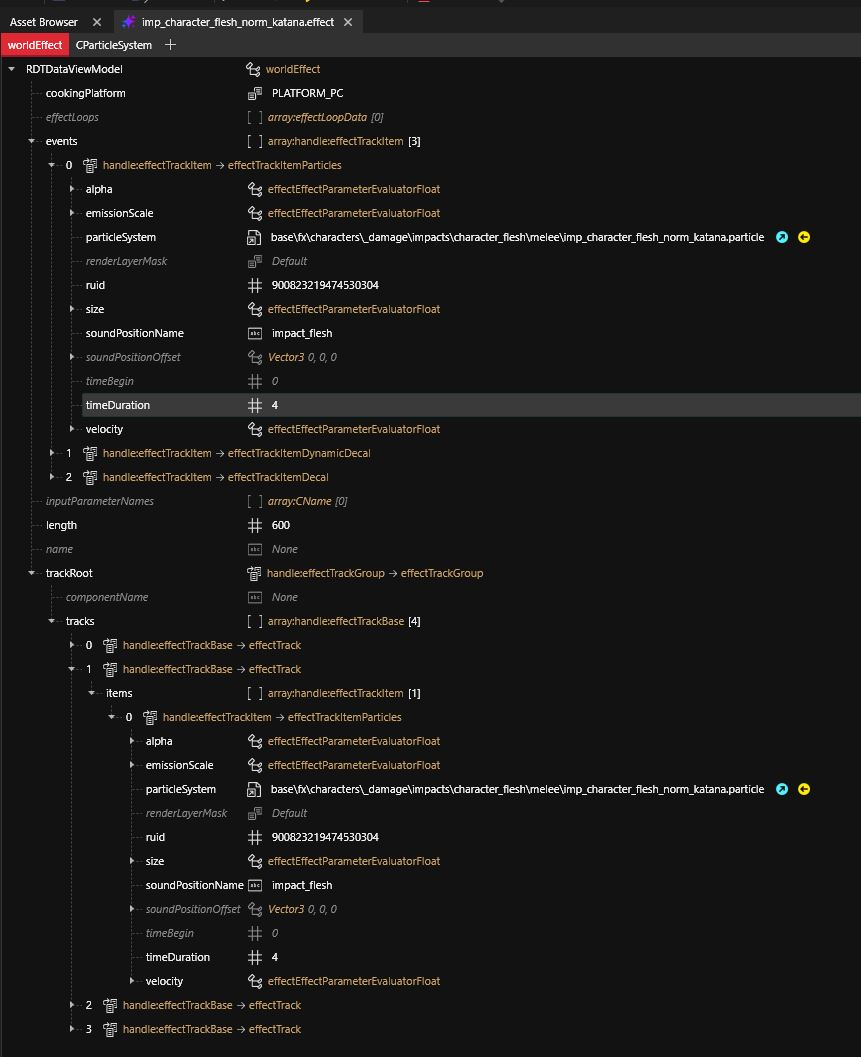 Asset Browser imp_character_flesh_norm_katana.effect
worldEffect CParticleSystem
RDTDataViewModel worldEffect
cookingPlatform PLATFORM_PC
effectLoops [ ] array:effectLoopData [0]
events [ ] array:handle:effectTrackItem [3]
0 handle:effectTrackItem → effectTrackItemParticles
alpha effectEffectParameterEvaluatorFloat
emissionScale effectEffectParameterEvaluatorFloat
particleSystem base\fx\characters\_damage\impacts\character_flesh\melee\imp_character_flesh_norm_katana.particle
renderLayerMask Default
ruid 900823219474530304
size effectEffectParameterEvaluatorFloat
soundPositionName abc impact_flesh
soundPositionOffset Vector3 0, 0, 0
timeBegin 0
timeDuration 4
velocity effectEffectParameterEvaluatorFloat
1 handle:effectTrackItem → effectTrackItemDynamicDecal
2 handle:effectTrackItem → effectTrackItemDecal
inputParameterNames [ ] array:CName [0]
length 600
name abc None
trackRoot handle:effectTrackGroup → effectTrackGroup
componentName abc None
tracks [ ] array:handle:effectTrackBase [4]
0 handle:effectTrackBase → effectTrack
1 handle:effectTrackBase → effectTrack
items [ ] array:handle:effectTrackItem [1]
0 handle:effectTrackItem → effectTrackItemParticles
alpha effectEffectParameterEvaluatorFloat
emissionScale effectEffectParameterEvaluatorFloat
particleSystem base\fx\characters\_damage\impacts\character_flesh\melee\imp_character_flesh_norm_katana.particle
renderLayerMask Default
ruid 900823219474530304
size effectEffectParameterEvaluatorFloat
soundPositionName abc impact_flesh
soundPositionOffset Vector3 0, 0, 0
timeBegin 0
timeDuration 4
velocity effectEffectParameterEvaluatorFloat
2 handle:effectTrackBase → effectTrack
3 handle:effectTrackBase → effectTrack